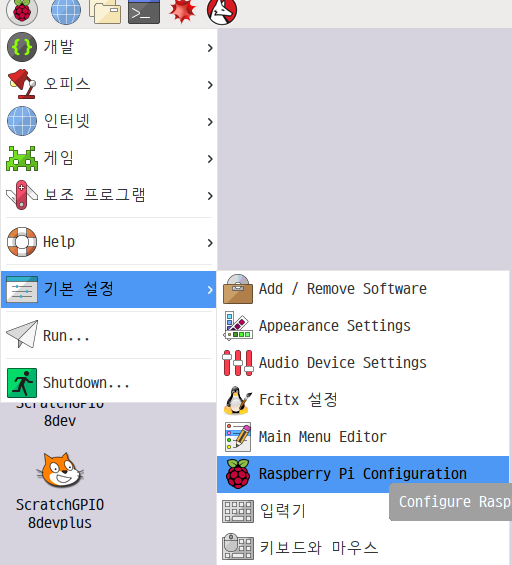 개발
오피스
인터넷
게임
보조 프로그램
Help
기본 설정
Run...
Shutdown...
Add / Remove Software
Appearance Settings
Audio Device Settings
Fcitx 설정
Main Menu Editor
Raspberry Pi Configuration
Configure Rasp
입력기
키보드와 마우스
ScratchGPIO
8dev
ScratchGPIO
8devplus